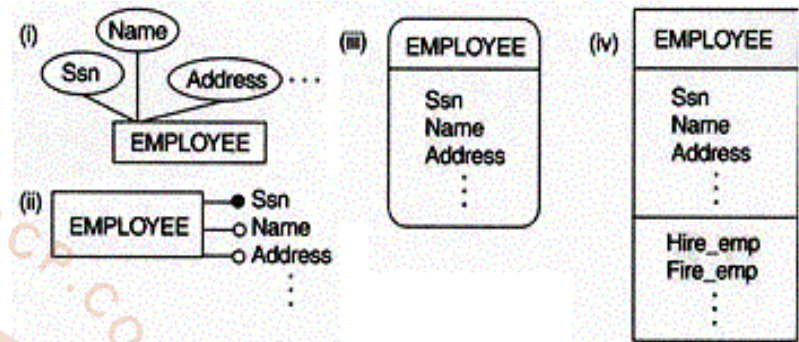 (i)
Name
Ssn
Address . . .
EMPLOYEE
(ii)
EMPLOYEE
Ssn
Name
Address
(iii)
EMPLOYEE
Ssn
Name
Address
(iv)
EMPLOYEE
Ssn
Name
Address
Hire_emp
Fire_emp